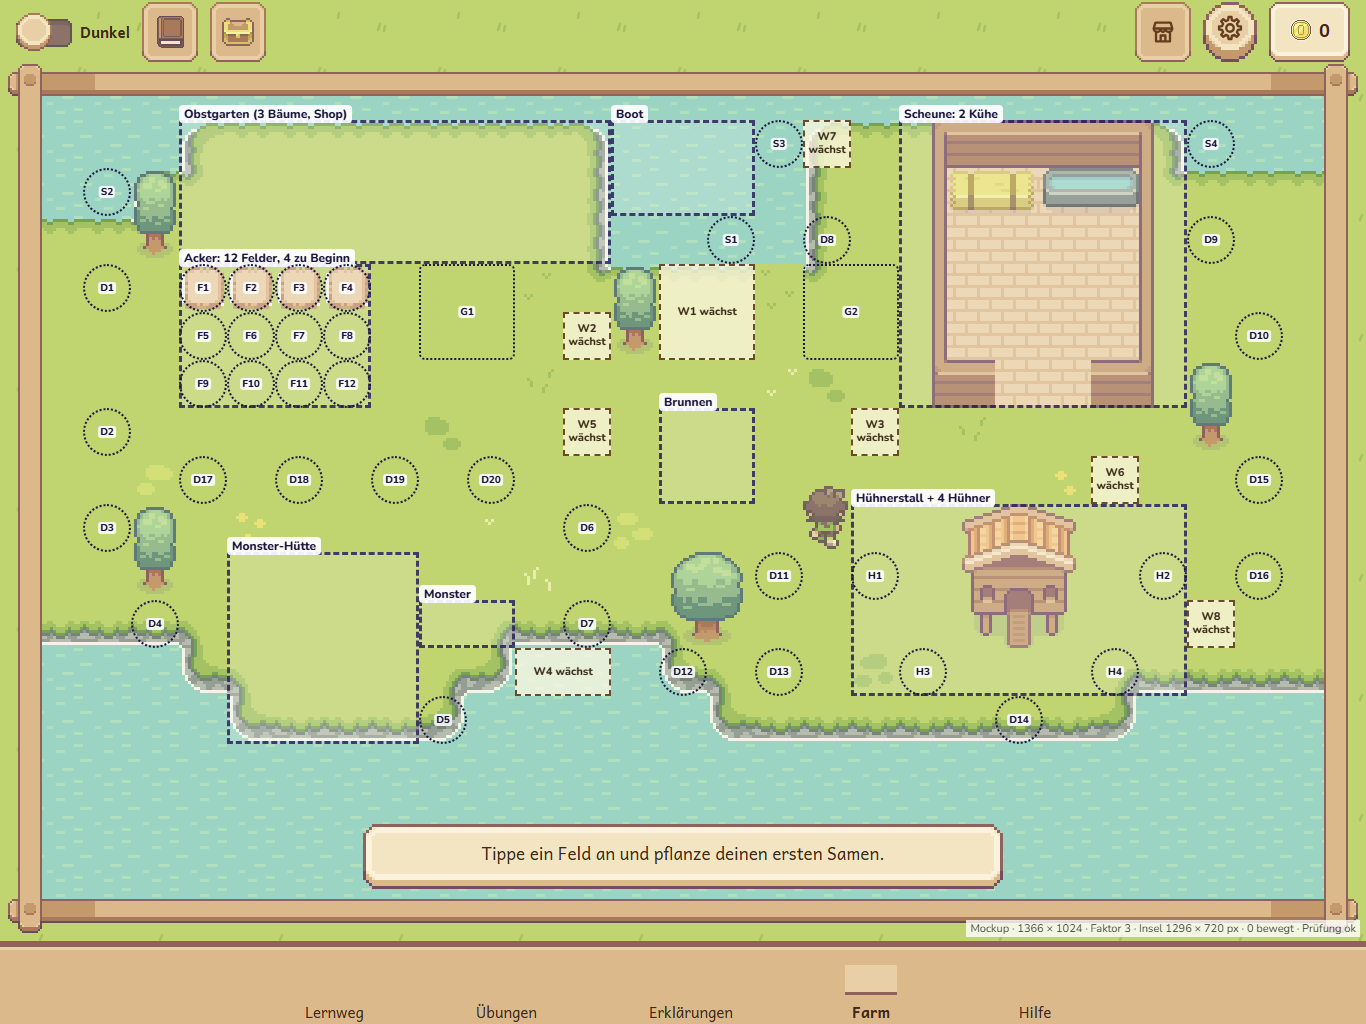 Dunkel
0
Obstgarten (3 Bäume, Shop)
Boot
Scheune: 2 Kühe
S3
W7
wächst
S4
S2
S1
D8
D9
Acker: 12 Felder, 4 zu Beginn
D1
F1
F2
F3
F4
G1
W1 wächst
G2
W2
wächst
F5
F6
F7
F8
D10
F9
F10
F11
F12
Brunnen
D2
W5
wächst
W3
wächst
D17
D18
D19
D20
W6
wächst
D15
Hühnerstall + 4 Hühner
D3
D6
Monster-Hütte
D11
H1
H2
D16
Monster
D4
D7
W8
wächst
W4 wächst
D12
D13
H3
H4
D5
D14
Tippe ein Feld an und pflanze deinen ersten Samen.
Mockup · 1366 × 1024 · Faktor 3 · Insel 1296 × 720 px · 0 bewegt · Prüfung ok
Lernweg
Übungen
Erklärungen
Farm
Hilfe